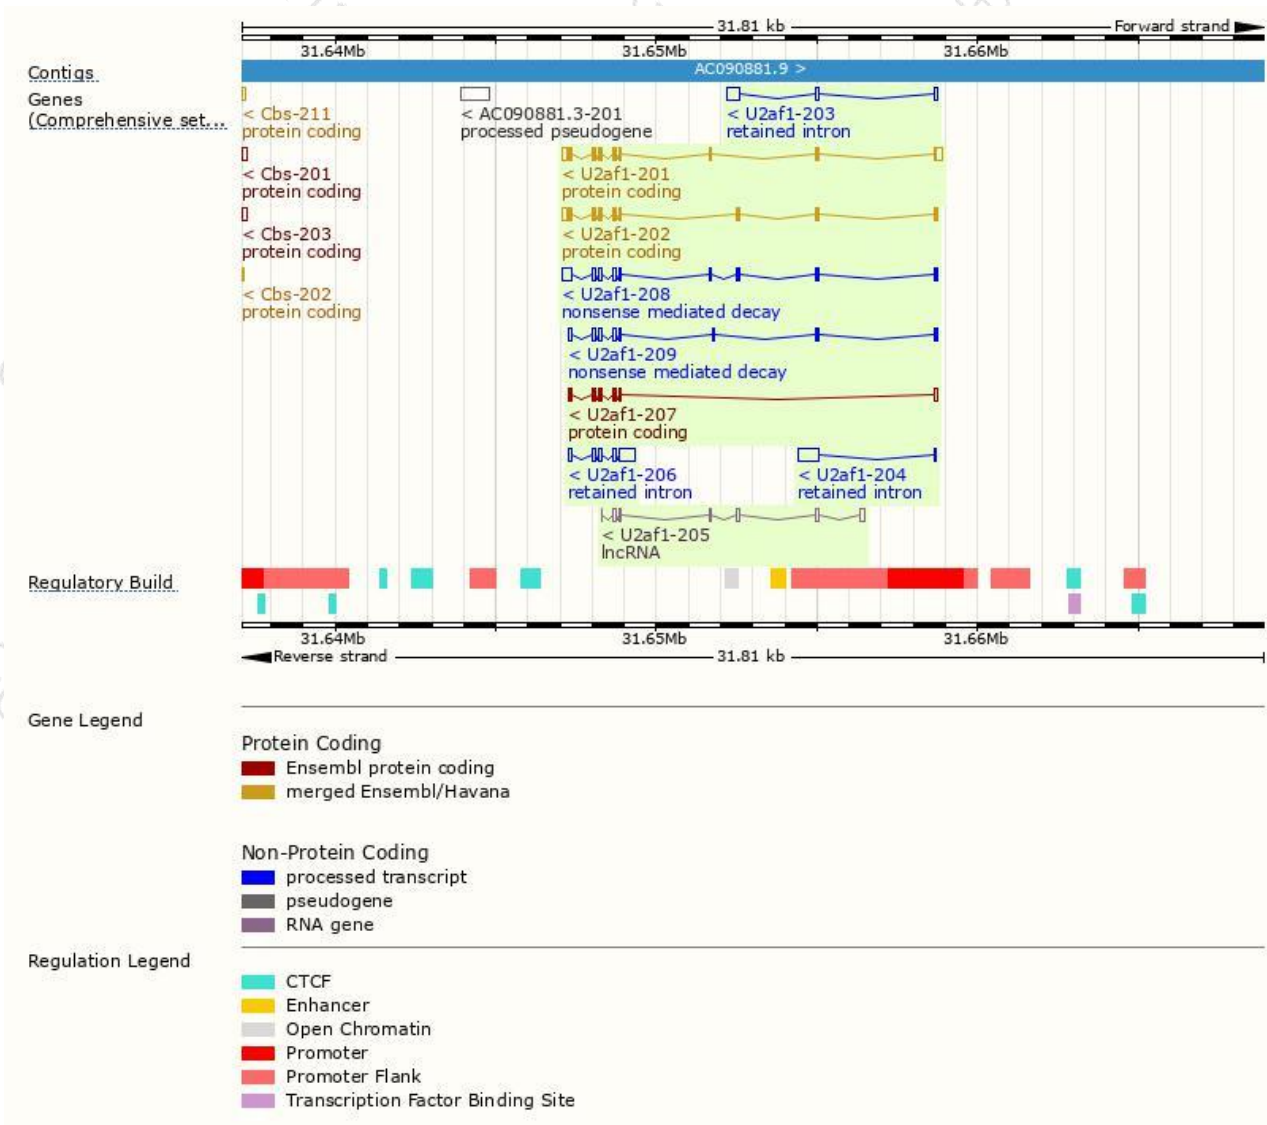 31.81 kb Forward strand
31.64Mb 31.65Mb 31.66Mb
Contigs AC090881.9 >
Genes
(Comprehensive set...
< Cbs-211 < AC090881.3-201 < U2af1-203
protein coding processed pseudogene retained intron
< Cbs-201 < U2af1-201
protein coding protein coding
< Cbs-203 < U2af1-202
protein coding protein coding
< Cbs-202 < U2af1-208
protein coding nonsense mediated decay
< U2af1-209
nonsense mediated decay
< U2af1-207
protein coding
< U2af1-206 < U2af1-204
retained intron retained intron
< U2af1-205
lncRNA
Regulatory Build
31.64Mb 31.65Mb 31.66Mb
Reverse strand 31.81 kb
Gene Legend
Protein Coding
Ensembl protein coding
merged Ensembl/Havana
Non-Protein Coding
processed transcript
pseudogene
RNA gene
Regulation Legend
CTCF
Enhancer
Open Chromatin
Promoter
Promoter Flank
Transcription Factor Binding Site